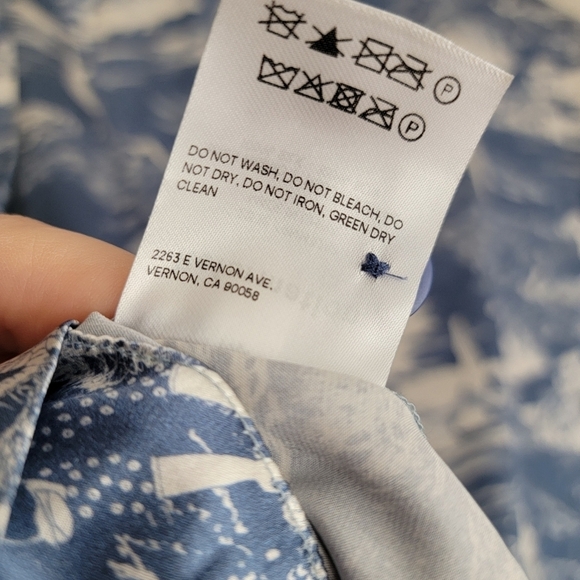 P
P
DO NOT WASH, DO NOT BLEACH, DO
NOT DRY, DO NOT IRON, GREEN DRY
CLEAN
2263 E VERNON AVE.
VERNON, CA 90058